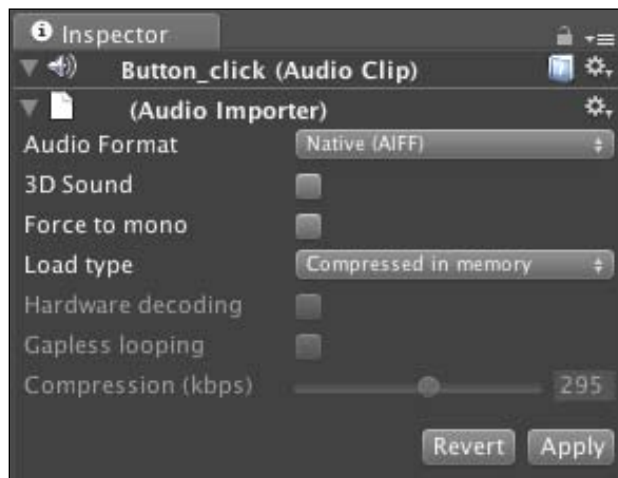 Inspector
Button_click (Audio Clip)
(Audio Importer)
Audio Format Native (AIFF)
3D Sound
Force to mono
Load type Compressed in memory
Hardware decoding
Gapless looping
Compression (kbps) 295
Revert Apply